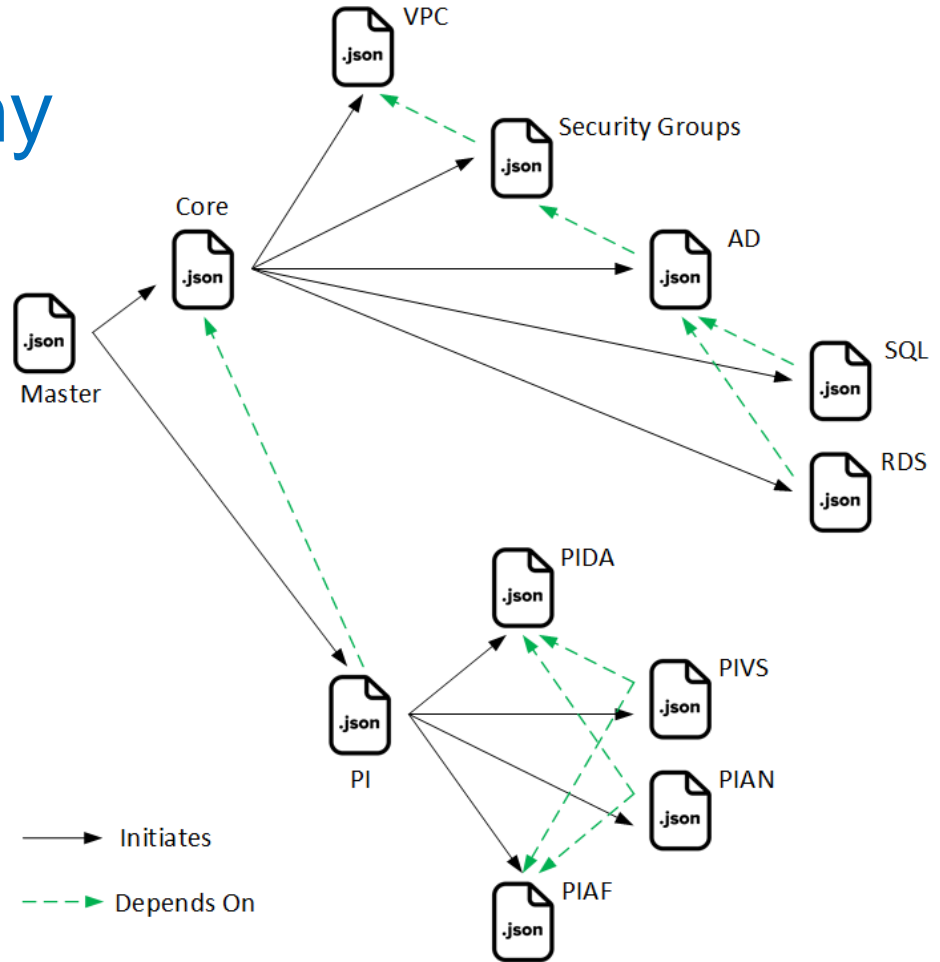 VPC
.json
Security Groups
.json
Core
.json
AD
.json
.json
Master
SQL
.json
RDS
.json
PIDA
.json
PIVS
.json
.json
PI
PIAN
.json
Initiates
PIAF
.json
Depends On